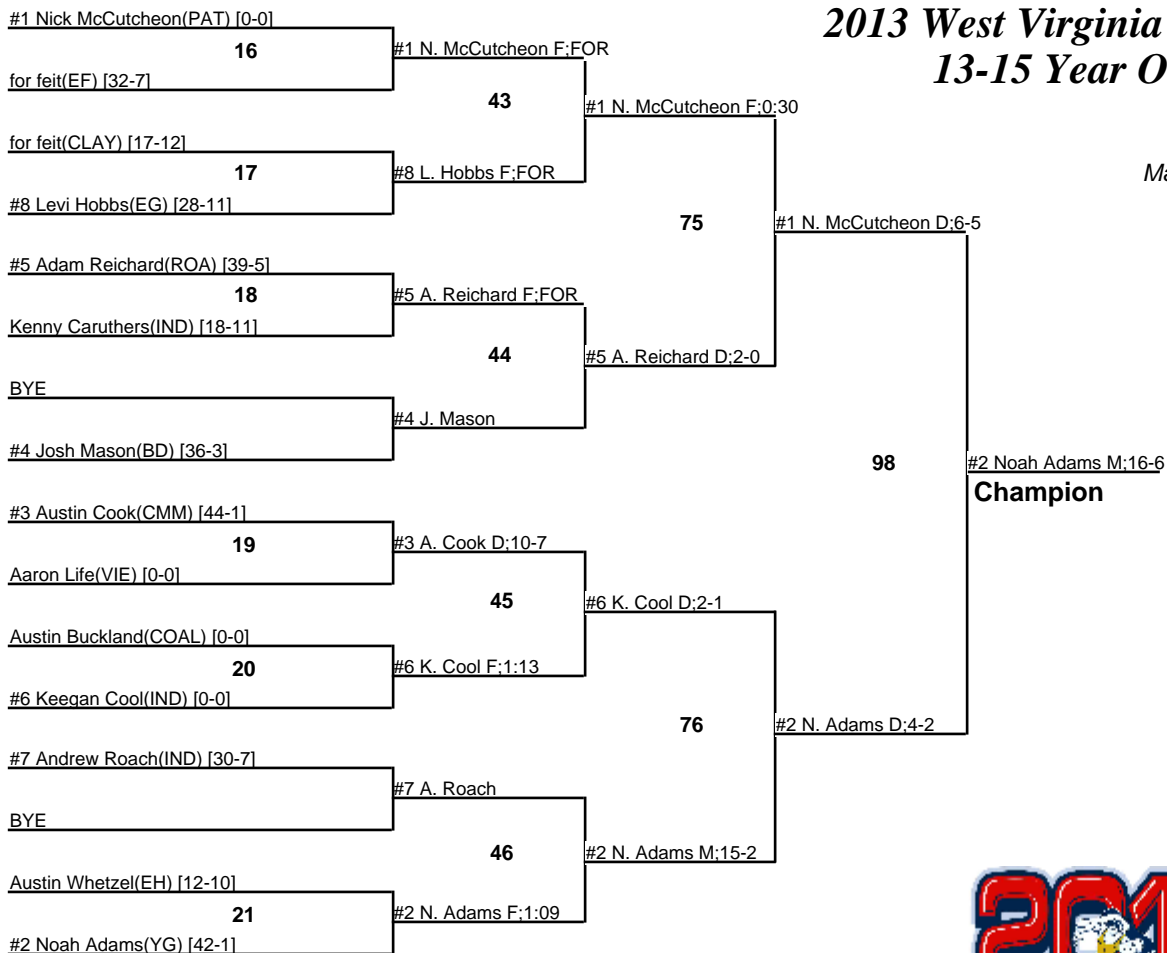 2013 West Virginia
13-15 Year O
Ma
#1 Nick McCutcheon(PAT) [0-0]
16
for feit(EF) [32-7]
#1 N. McCutcheon F;FOR
43
for feit(CLAY) [17-12]
17
#8 Levi Hobbs(EG) [28-11]
#8 L. Hobbs F;FOR
#1 N. McCutcheon F;0:30
75
#5 Adam Reichard(ROA) [39-5]
18
Kenny Caruthers(IND) [18-11]
#5 A. Reichard F;FOR
44
BYE
#4 Josh Mason(BD) [36-3]
#4 J. Mason
#5 A. Reichard D;2-0
#1 N. McCutcheon D;6-5
98
#3 Austin Cook(CMM) [44-1]
19
Aaron Life(VIE) [0-0]
#3 A. Cook D;10-7
45
Austin Buckland(COAL) [0-0]
20
#6 Keegan Cool(IND) [0-0]
#6 K. Cool F;1:13
#6 K. Cool D;2-1
76
#7 Andrew Roach(IND) [30-7]
BYE
#7 A. Roach
46
Austin Whetzel(EH) [12-10]
21
#2 Noah Adams(YG) [42-1]
#2 N. Adams F;1:09
#2 N. Adams M;15-2
#2 N. Adams D;4-2
#2 Noah Adams M;16-6
Champion
201